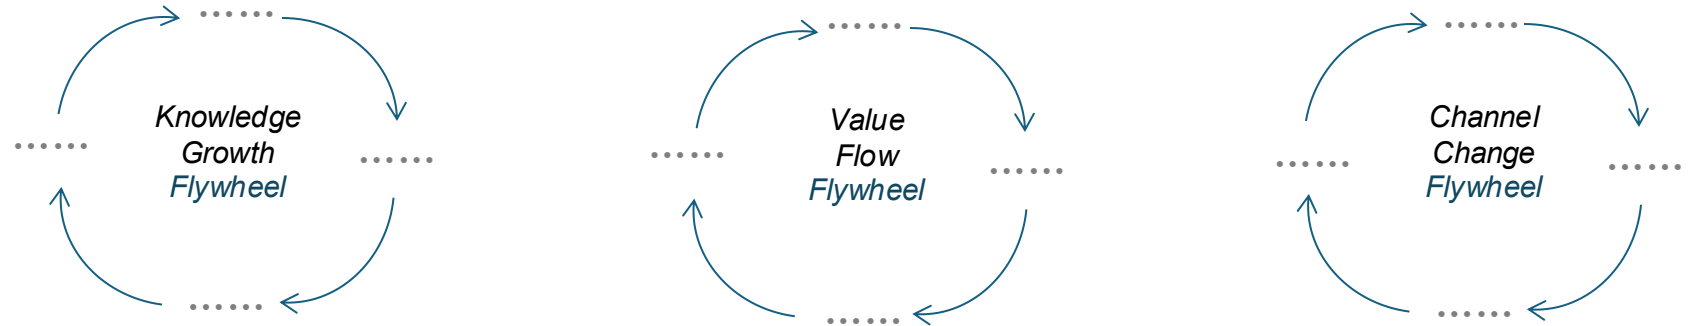 ......
......
......
......
Knowledge
Growth
Flywheel
......
......
......
......
Value
Flow
Flywheel
......
......
......
......
Channel
Change
Flywheel